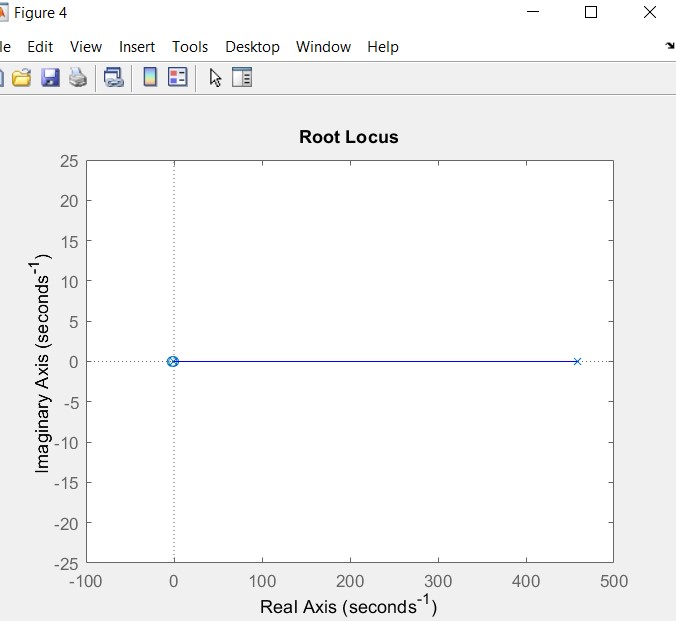 Figure 4
le Edit View Insert Tools Desktop Window Help
Root Locus
25
20
15
10
5
0
-5
-10
-15
-20
-25
Imaginary Axis (seconds⁻¹)
-100 0 100 200 300 400 500
Real Axis (seconds⁻¹)